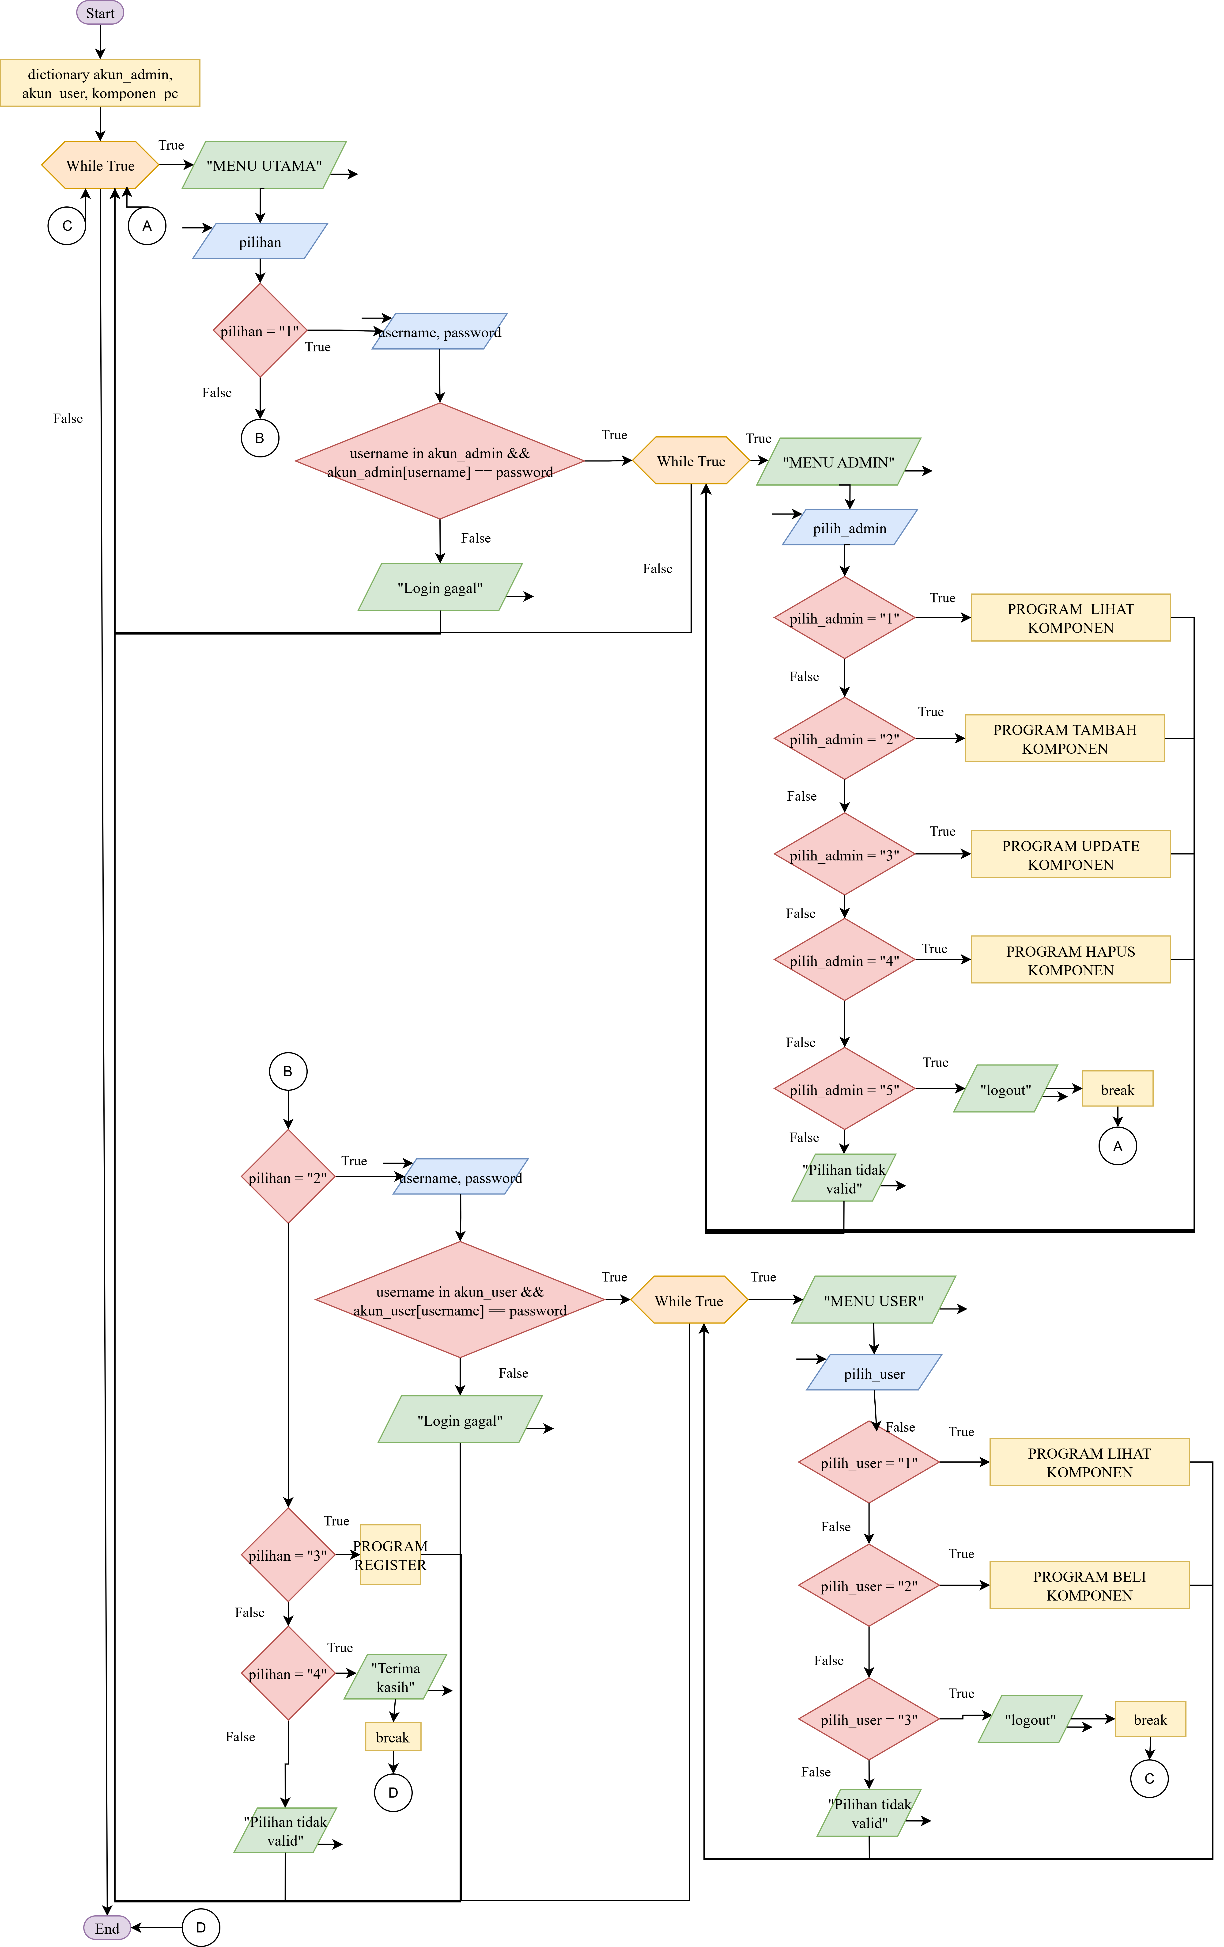 Start
dictionary akun_admin,
akun_user, komponen_pc
While True
True
"MENU UTAMA"
C
A
pilihan
pilihan = "1"
True
username, password
False
False
B
username in akun_admin &&
akun_admin[username] == password
True
While True
True
"MENU ADMIN"
pilih_admin
False
"Login gagal"
False
pilih_admin = "1"
True
PROGRAM LIHAT
KOMPONEN
False
pilih_admin = "2"
True
PROGRAM TAMBAH
KOMPONEN
False
pilih_admin = "3"
True
PROGRAM UPDATE
KOMPONEN
False
pilih_admin = "4"
True
PROGRAM HAPUS
KOMPONEN
False
pilih_admin = "5"
True
"logout"
break
A
False
"Pilihan tidak
valid"
B
pilihan = "2"
True
username, password
username in akun_user &&
akun_user[username] == password
True
While True
True
"MENU USER"
pilih_user
False
"Login gagal"
False
pilih_user = "1"
True
PROGRAM LIHAT
KOMPONEN
False
pilih_user = "2"
True
PROGRAM BELI
KOMPONEN
False
pilih_user = "3"
True
"logout"
break
C
False
"Pilihan tidak
valid"
pilihan = "3"
True
PROGRAM
REGISTER
False
pilihan = "4"
True
"Terima
kasih"
break
D
False
"Pilihan tidak
valid"
End
D